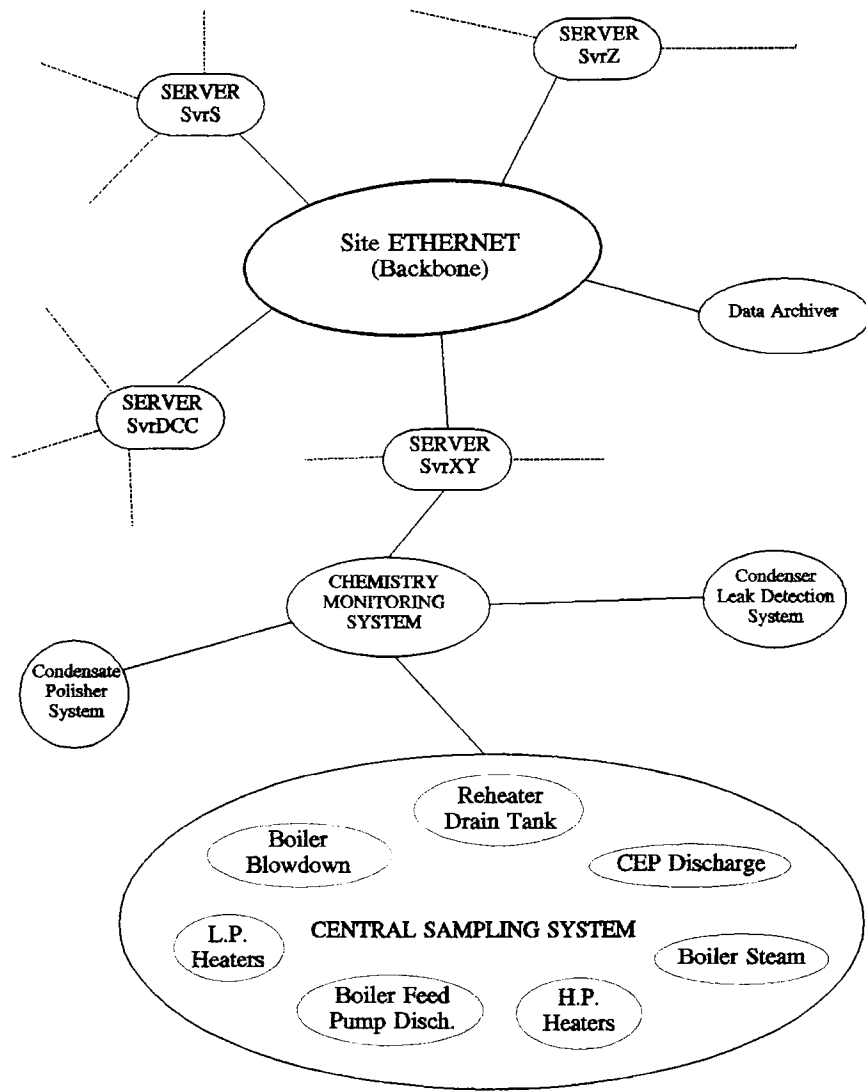 SERVER
SvrZ
SERVER
SvrS
Site ETHERNET
(Backbone)
Data Archiver
SERVER
SvrDCC
SERVER
SvrXY
CHEMISTRY
MONITORING
SYSTEM
Condenser
Leak Detection
System
Condensate
Polisher
System
Reheater
Drain Tank
Boiler
Blowdown
CEP Discharge
L.P.
Heaters
CENTRAL SAMPLING SYSTEM
Boiler Steam
Boiler Feed
Pump Disch.
H.P.
Heaters